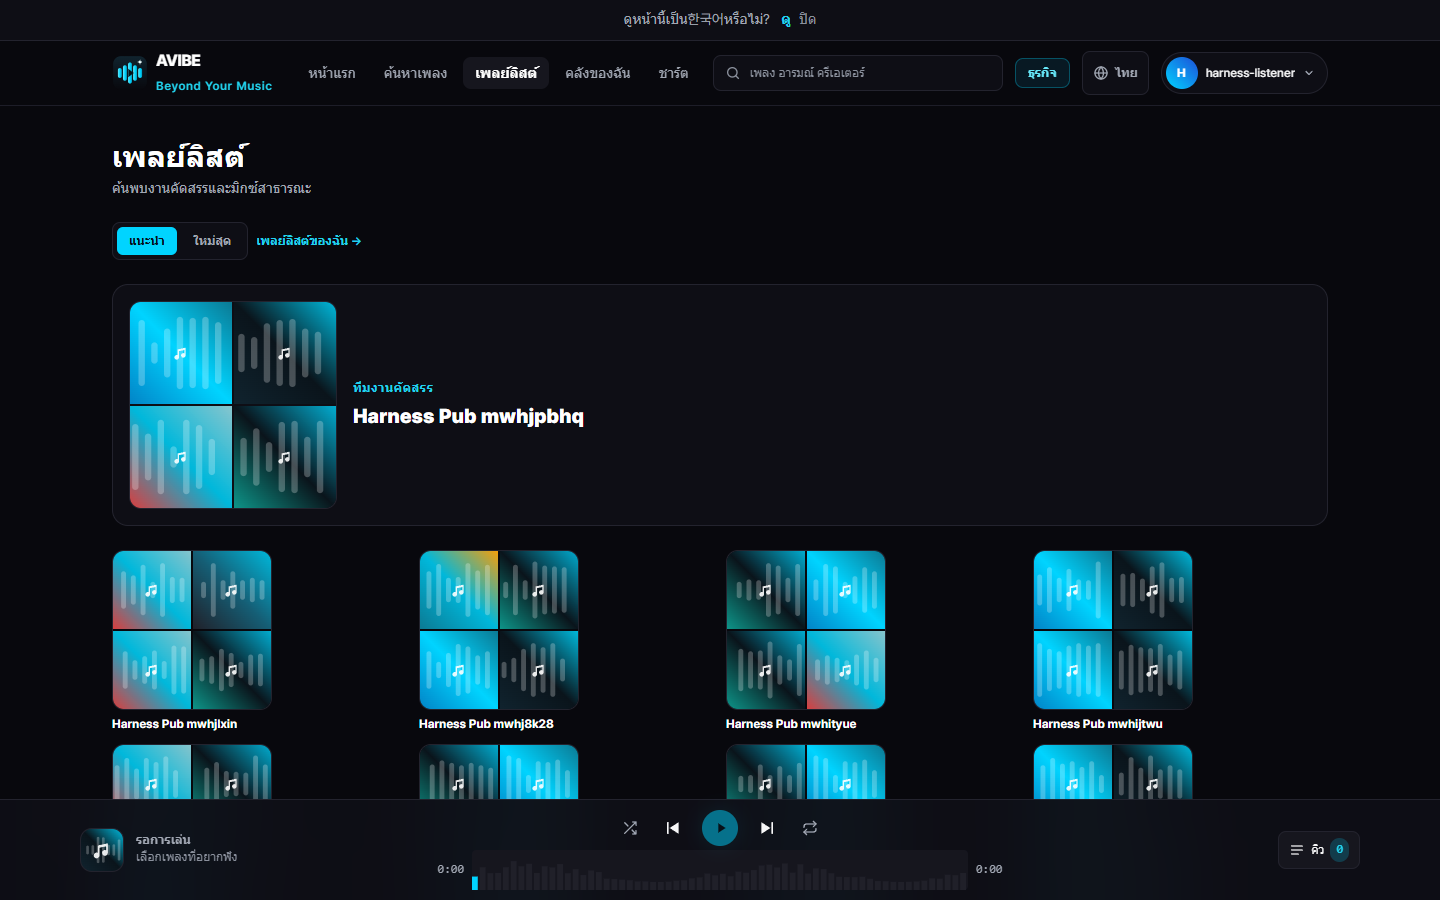 ดูหน้านี้เป็น한국어หรือไม่? ดู ปิด
AVIBE
Beyond Your Music
หน้าแรก ค้นหาเพลง เพลย์ลิสต์ คลังของฉัน ชาร์ต
เพลง อารมณ์ ครีเอเตอร์
ธุรกิจ
ไทย
H harness-listener
เพลย์ลิสต์
ค้นพบงานคัดสรรและมิกซ์สาธารณะ
แนะนำ ใหม่สุด เพลย์ลิสต์ของฉัน →
ทีมงานคัดสรร
Harness Pub mwhjpbhq
Harness Pub mwhjlxin
Harness Pub mwhj8k28
Harness Pub mwhityue
Harness Pub mwhijtwu
รอการเล่น
เลือกเพลงที่อยากฟัง
0:00
0:00
คิว 0